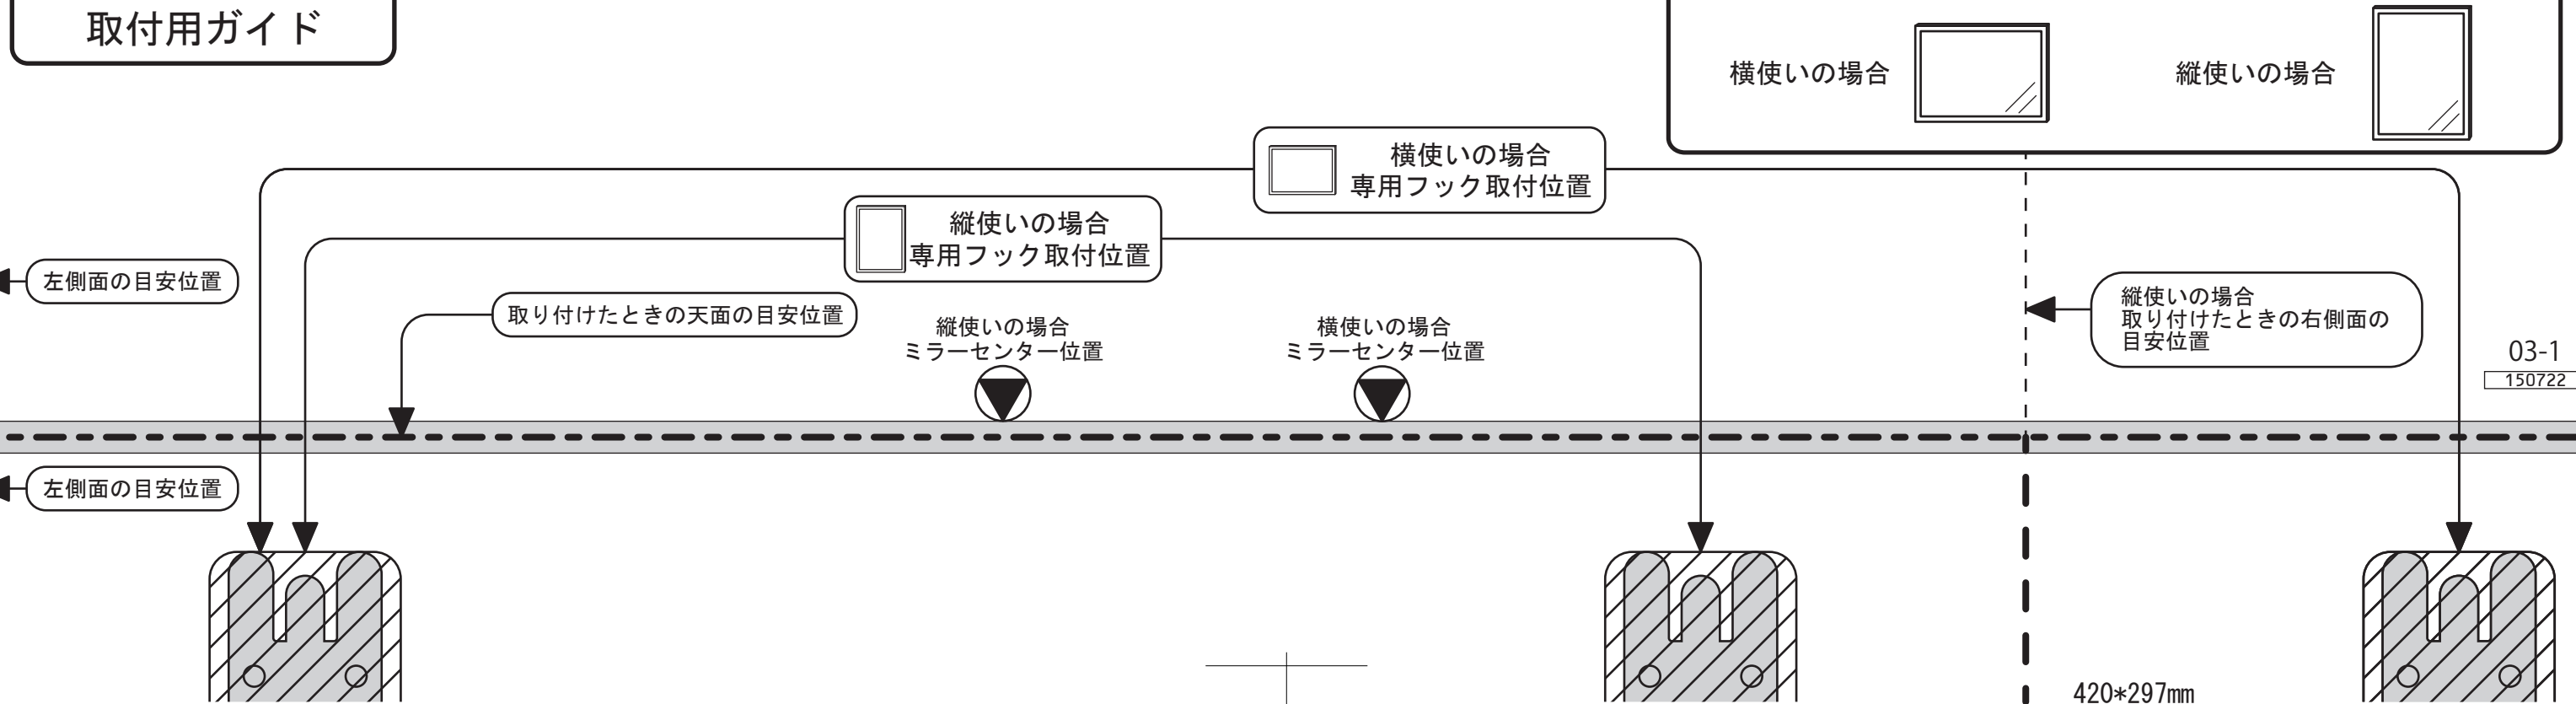 取付用ガイド
横使いの場合
縦使いの場合
横使いの場合
専用フック取付位置
縦使いの場合
専用フック取付位置
左側面の目安位置
取り付けたときの天面の目安位置
縦使いの場合
ミラーセンター位置
横使いの場合
ミラーセンター位置
縦使いの場合
取り付けたときの右側面の
目安位置
03-1
150722
左側面の目安位置
420*297mm